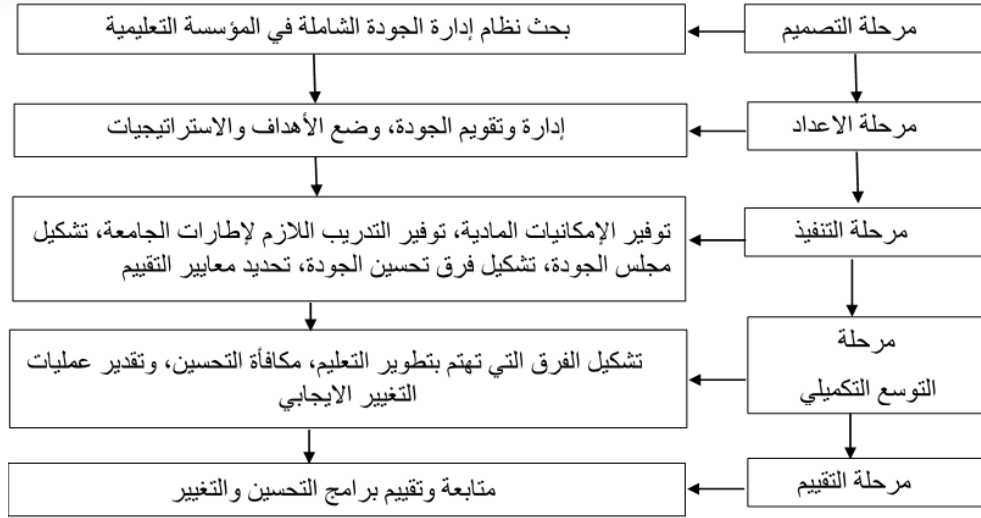 مرحلة التصميم
بحث نظام إدارة الجودة الشاملة في المؤسسة التعليمية
مرحلة الاعداد
إدارة وتقويم الجودة، وضع الأهداف والاستراتيجيات
مرحلة التنفيذ
توفير الإمكانيات المادية، توفير التدريب اللازم لإطارات الجامعة، تشكيل
مجلس الجودة، تشكيل فرق تحسين الجودة، تحديد معايير التقييم
مرحلة
التوسع التكميلي
تشكيل الفرق التي تهتم بتطوير التعليم، مكافأة التحسين، وتقدير عمليات
التغيير الايجابي
مرحلة التقييم
متابعة وتقييم برامج التحسين والتغيير